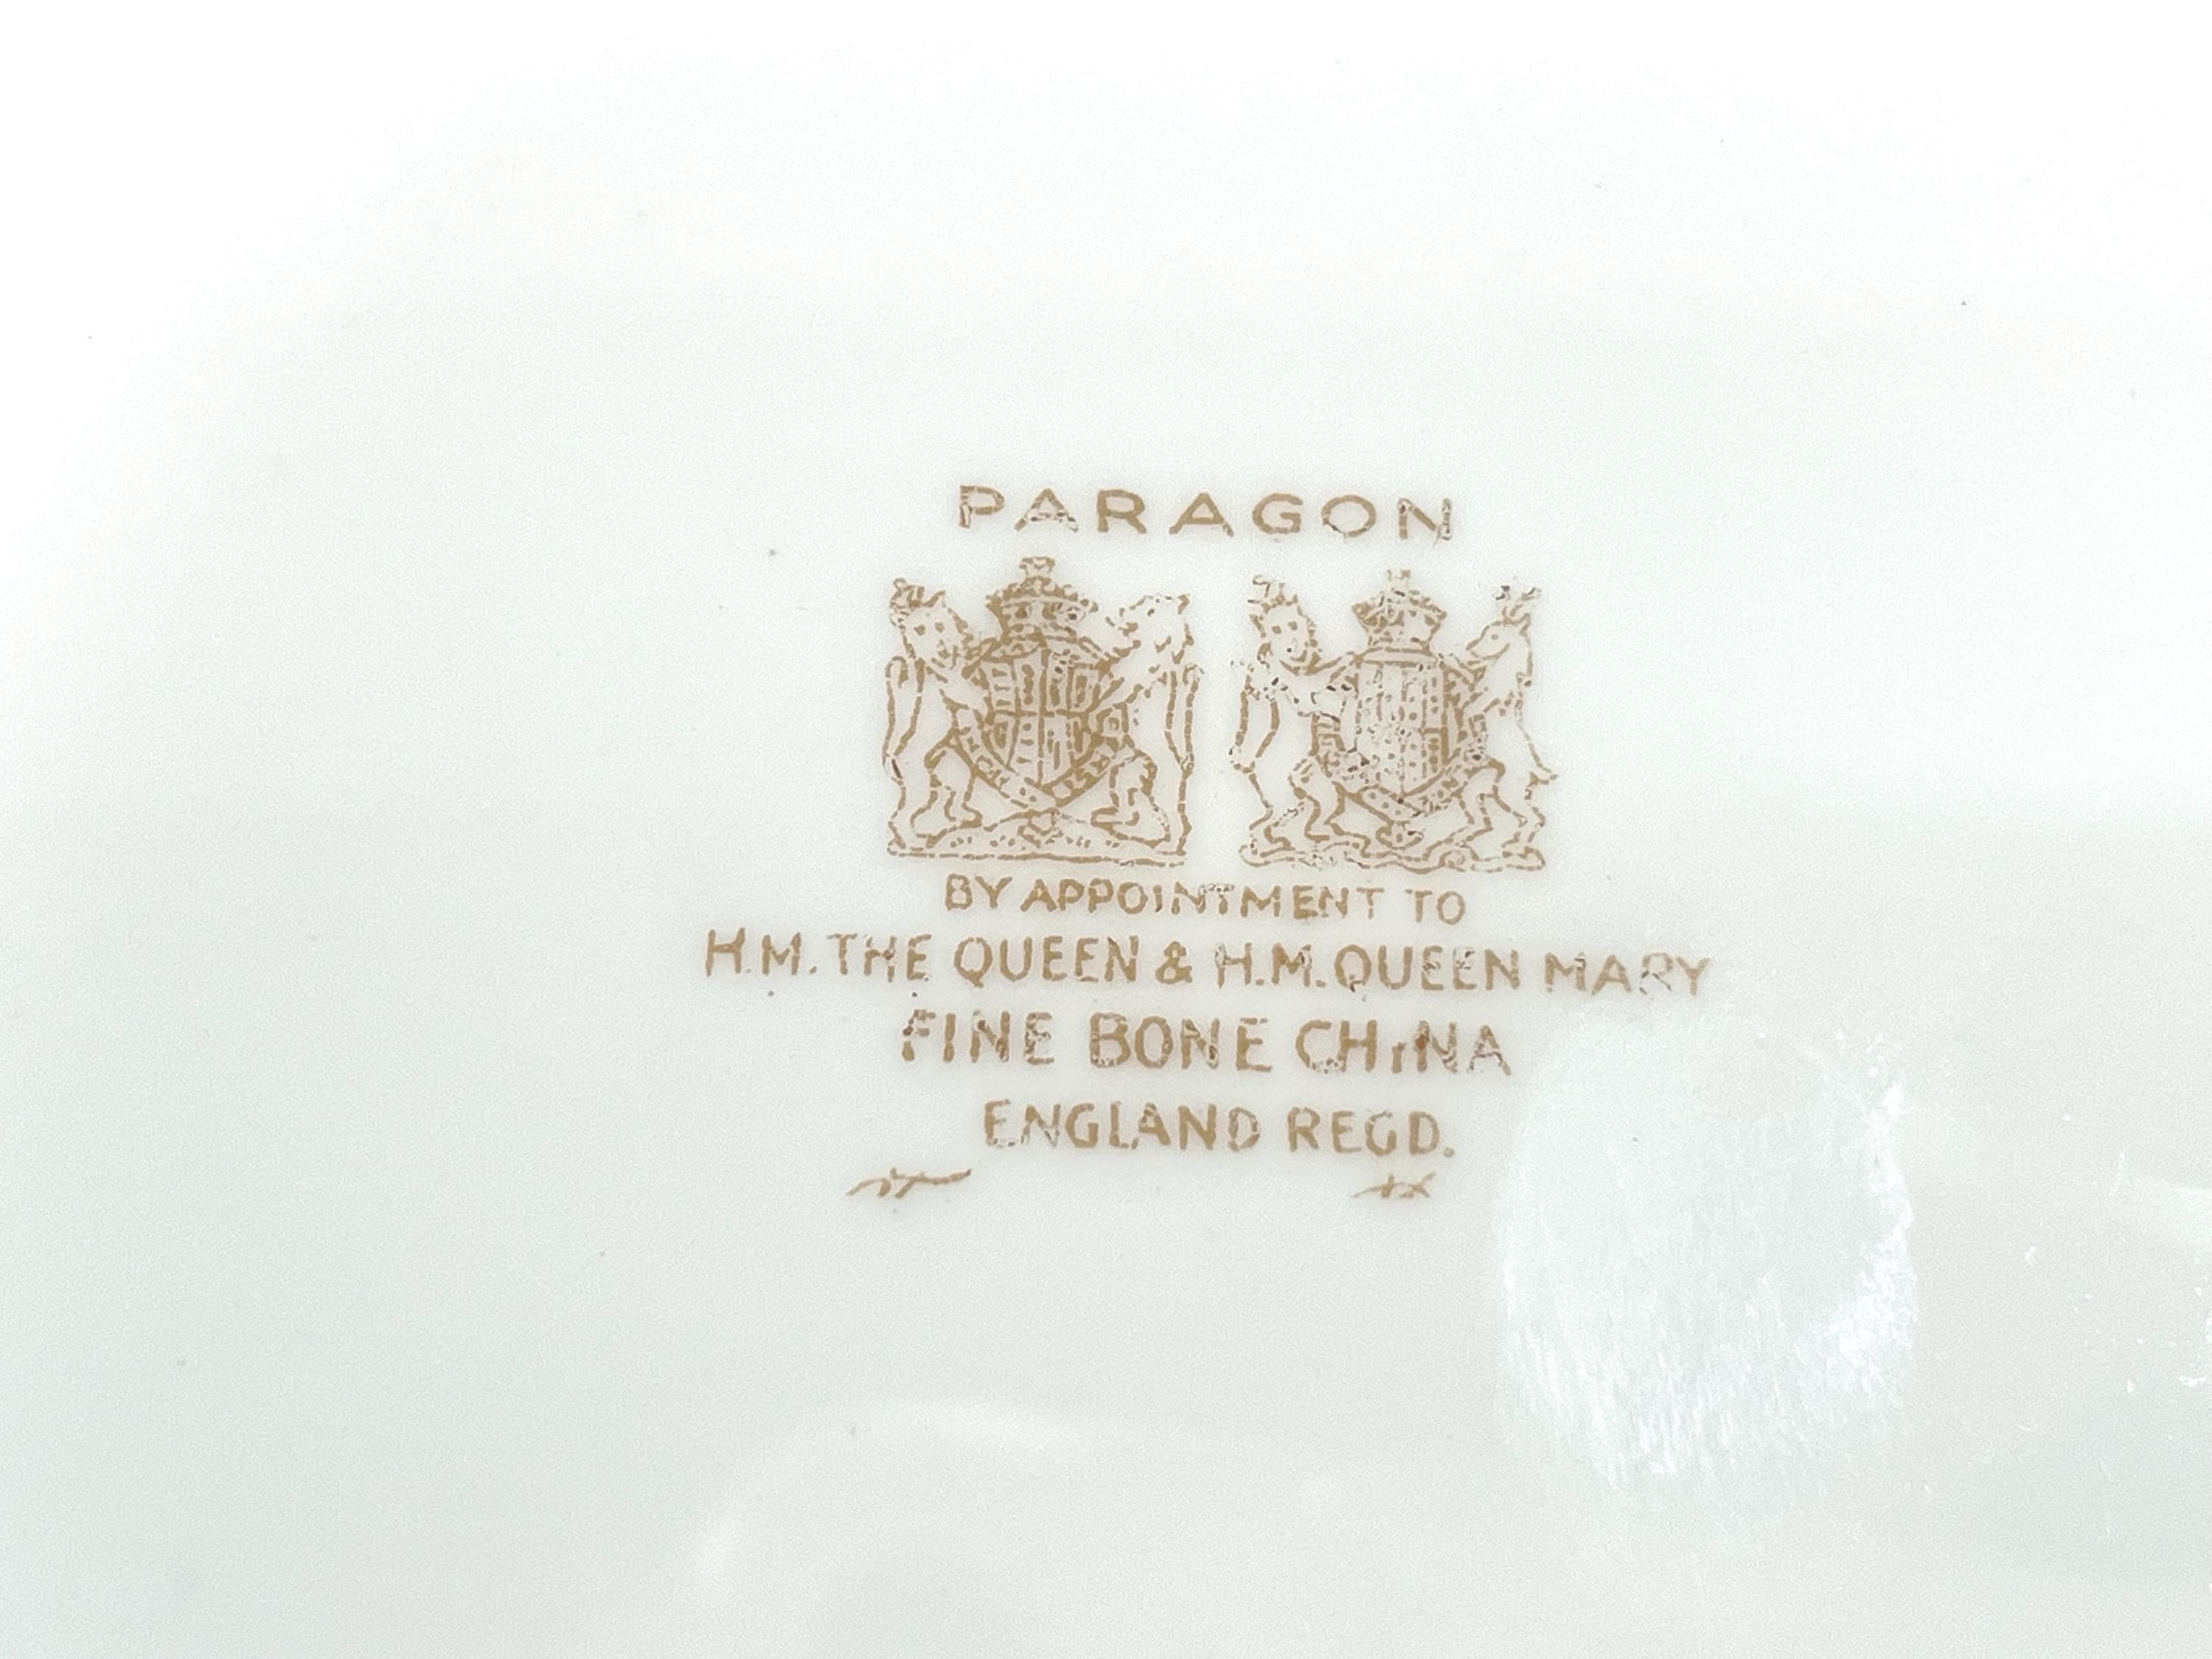 PARAGON
BY APPOINTMENT TO
H.M. THE QUEEN & H.M. QUEEN MARY
FINE BONE CHINA
ENGLAND REGD.